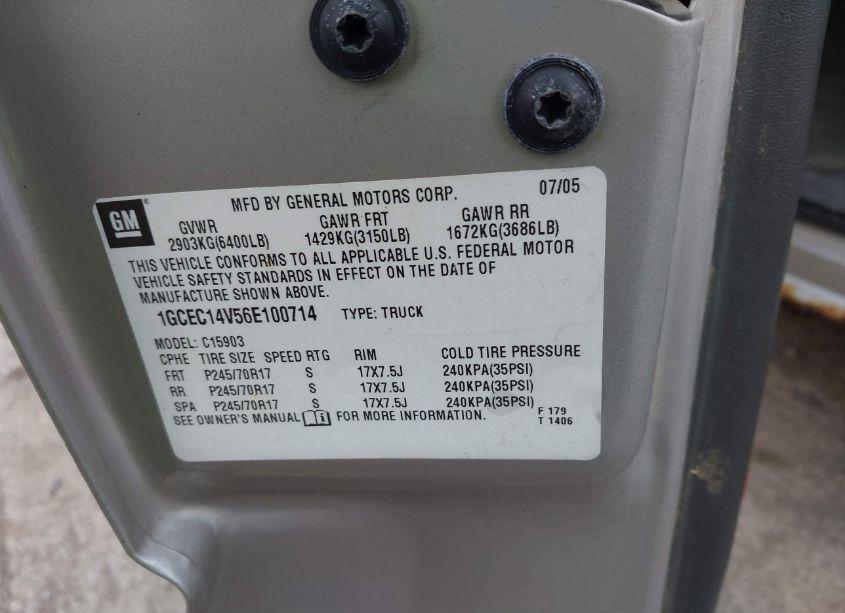 GM ®
MFD BY GENERAL MOTORS CORP. 07/05
GVWR GAWR FRT GAWR RR
2903KG(6400LB) 1429KG(3150LB) 1672KG(3686LB)
THIS VEHICLE CONFORMS TO ALL APPLICABLE U.S. FEDERAL MOTOR
VEHICLE SAFETY STANDARDS IN EFFECT ON THE DATE OF
MANUFACTURE SHOWN ABOVE.
1GCEC14V56E100714 TYPE: TRUCK
MODEL: C15903
CPHE TIRE SIZE SPEED RTG RIM COLD TIRE PRESSURE
FRT P245/70R17 S 17X7.5J 240KPA(35PSI)
RR P245/70R17 S 17X7.5J 240KPA(35PSI)
SPA P245/70R17 S 17X7.5J 240KPA(35PSI)
SEE OWNER'S MANUAL FOR MORE INFORMATION. F 179
T 1406